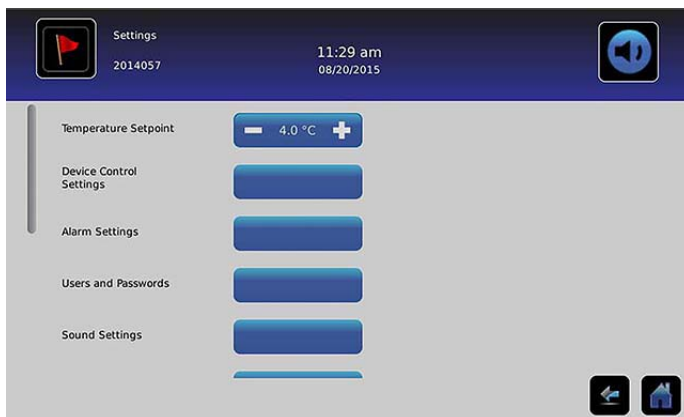 Settings
2014057
11:29 am
08/20/2015
Temperature Setpoint
4.0 °C
Device Control
Settings
Alarm Settings
Users and Passwords
Sound Settings